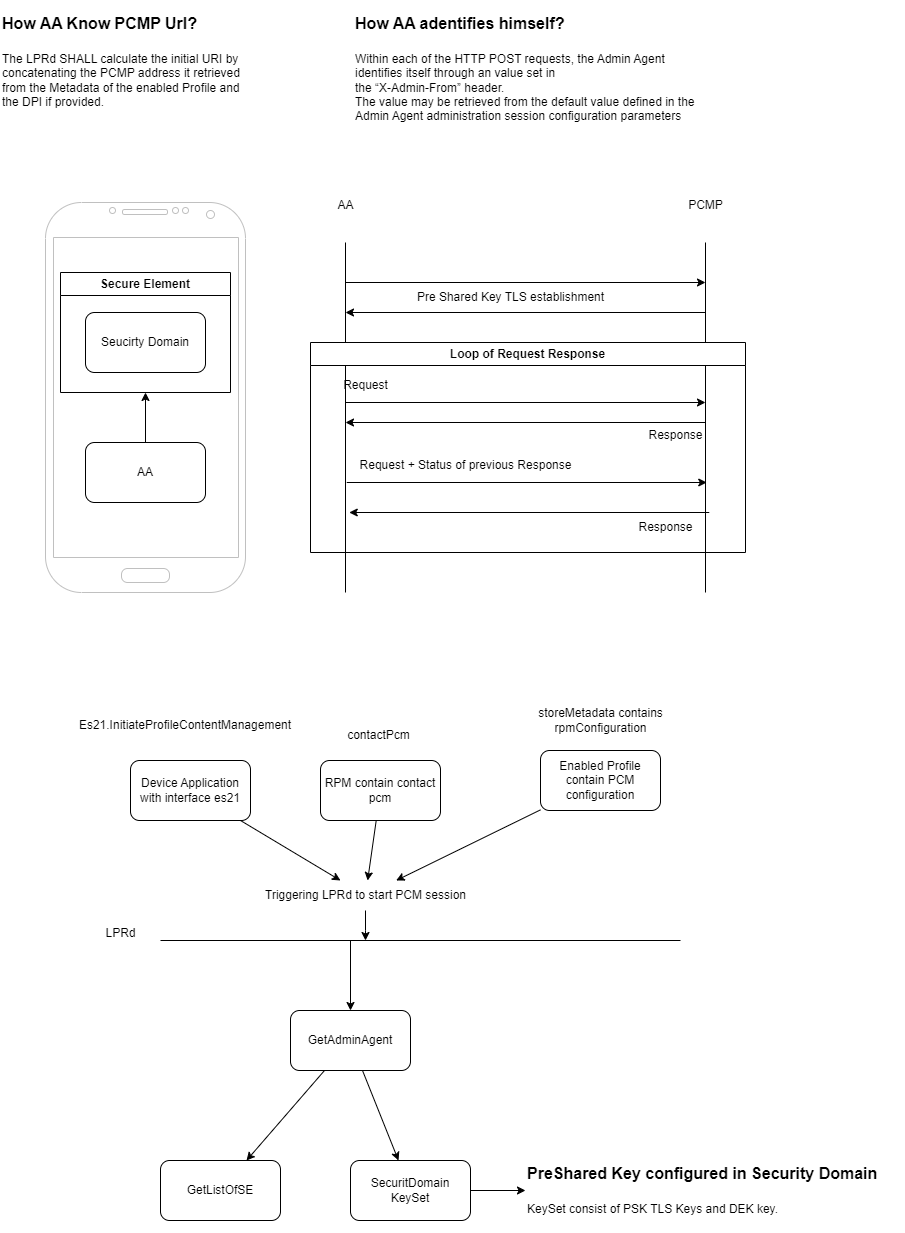 How AA Know PCMP Url?
The LPRd SHALL calculate the initial URI by
concatenating the PCMP address it retrieved
from the Metadata of the enabled Profile and
the DPI if provided.
How AA adentifies himself?
Within each of the HTTP POST requests, the Admin Agent
identifies itself through an value set in
the “X-Admin-From” header.
The value may be retrieved from the default value defined in the
Admin Agent administration session configuration parameters
Secure Element
Seucirty Domain
AA
AA
PCMP
Pre Shared Key TLS establishment
Loop of Request Response
Request
Response
Request + Status of previous Response
Response
Es21.InitiateProfileContentManagement
contactPcm
storeMetadata contains
rpmConfiguration
Device Application
with interface es21
RPM contain contact
pcm
Enabled Profile
contain PCM
configuration
Triggering LPRd to start PCM session
LPRd
GetAdminAgent
GetListOfSE
SecuritDomain
KeySet
PreShared Key configured in Security Domain
KeySet consist of PSK TLS Keys and DEK key.